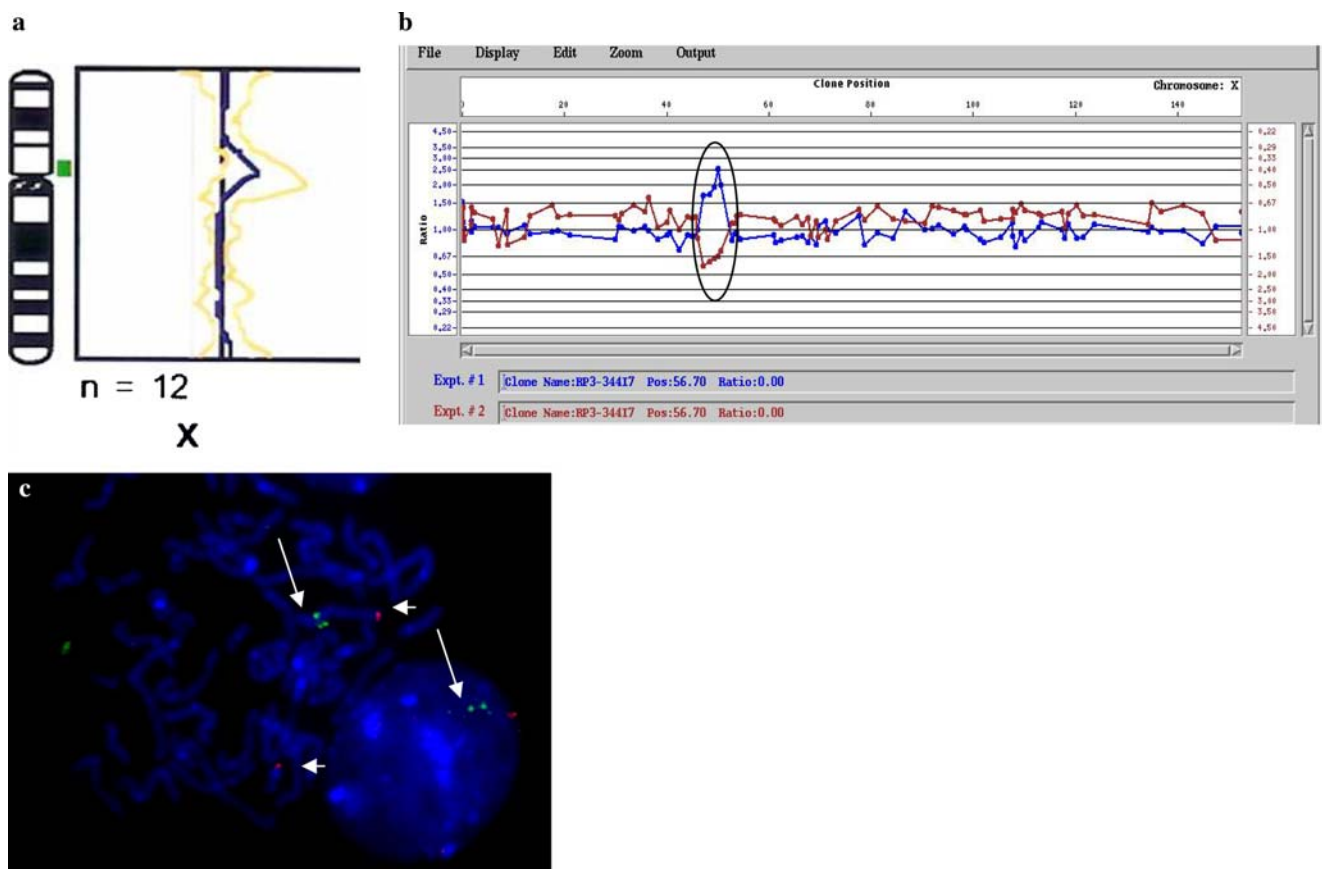 a
n = 12
X
b
File Display Edit Zoom Output
Clone Position
Chromosome: X
0 20 40 60 80 100 120 140
Ratio
4,50
3,50
3,00
2,50
2,00
1,50
1,00
0,67
0,50
0,40
0,33
0,29
0,22
0,22
0,29
0,33
0,40
0,50
0,67
1,00
1,50
2,00
2,50
3,00
3,50
4,50
Expt. # 1 Clone Name:RP3-344I7 Pos:56.70 Ratio:0.00
Expt. # 2 Clone Name:RP3-344I7 Pos:56.70 Ratio:0.00
c